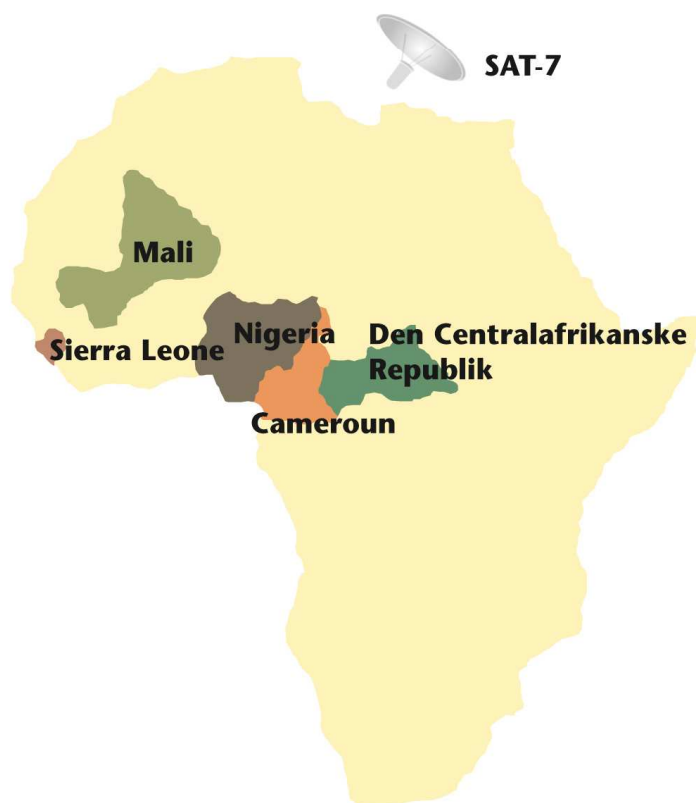 SAT-7
Mali
Nigeria
Den Centralafrikanske
Republik
Sierra Leone
Cameroun